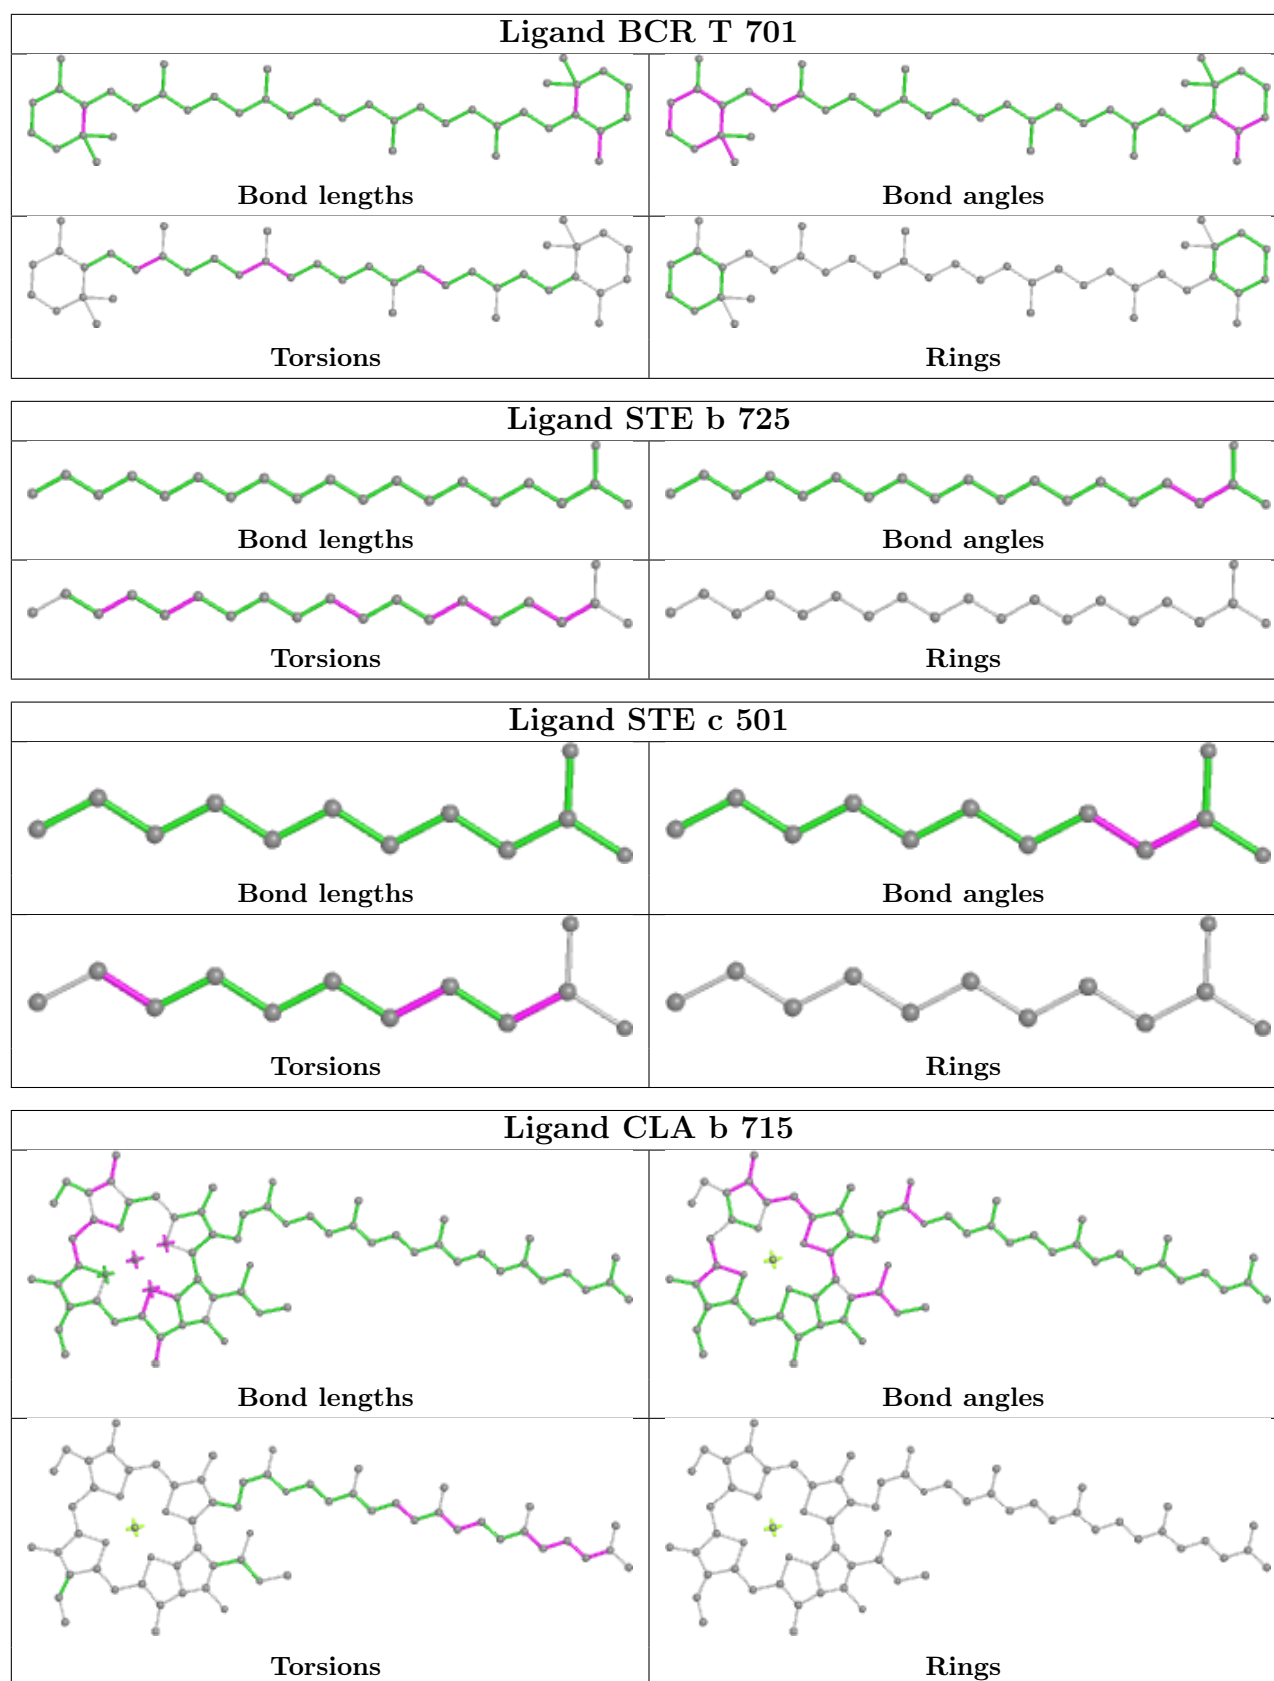 Ligand BCR T 701
Bond lengths
Bond angles
Torsions
Rings
Ligand STE b 725
Bond lengths
Bond angles
Torsions
Rings
Ligand STE c 501
Bond lengths
Bond angles
Torsions
Rings
Ligand CLA b 715
Bond lengths
Bond angles
Torsions
Rings